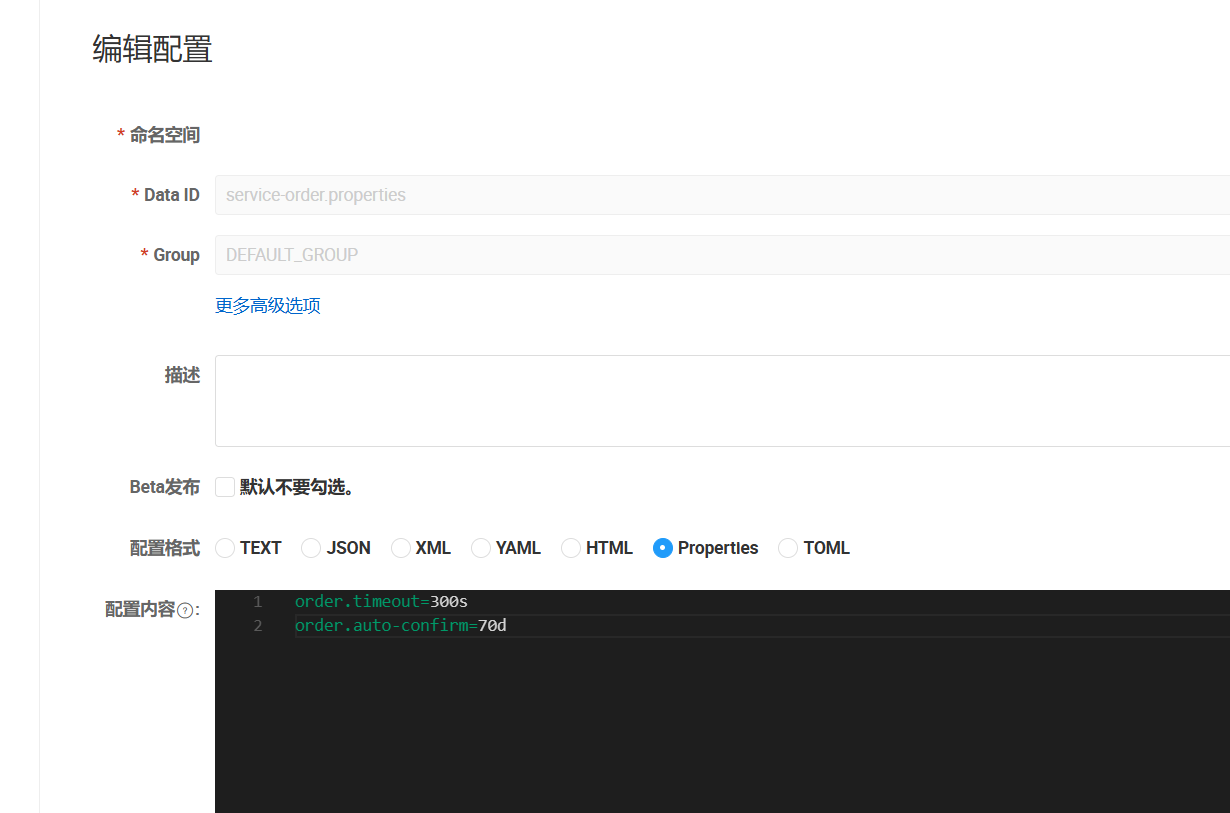 编辑配置
* 命名空间
* Data ID service-order.properties
* Group DEFAULT_GROUP
更多高级选项
描述
Beta发布 默认不要勾选。
配置格式 TEXT JSON XML YAML HTML Properties TOML
配置内容?:
1 order.timeout=300s
2 order.auto-confirm=70d